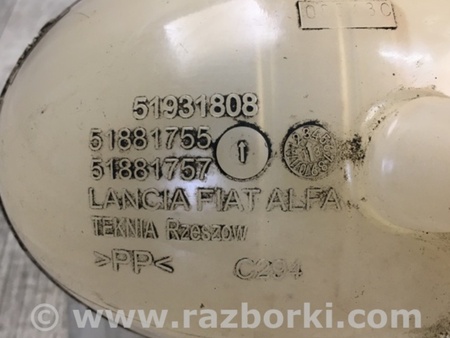 51931808
51881755
51881757
LANCIA FIAT ALFA
TEKNIA Rzeszow
>PP<
C204
© www.razborki.com